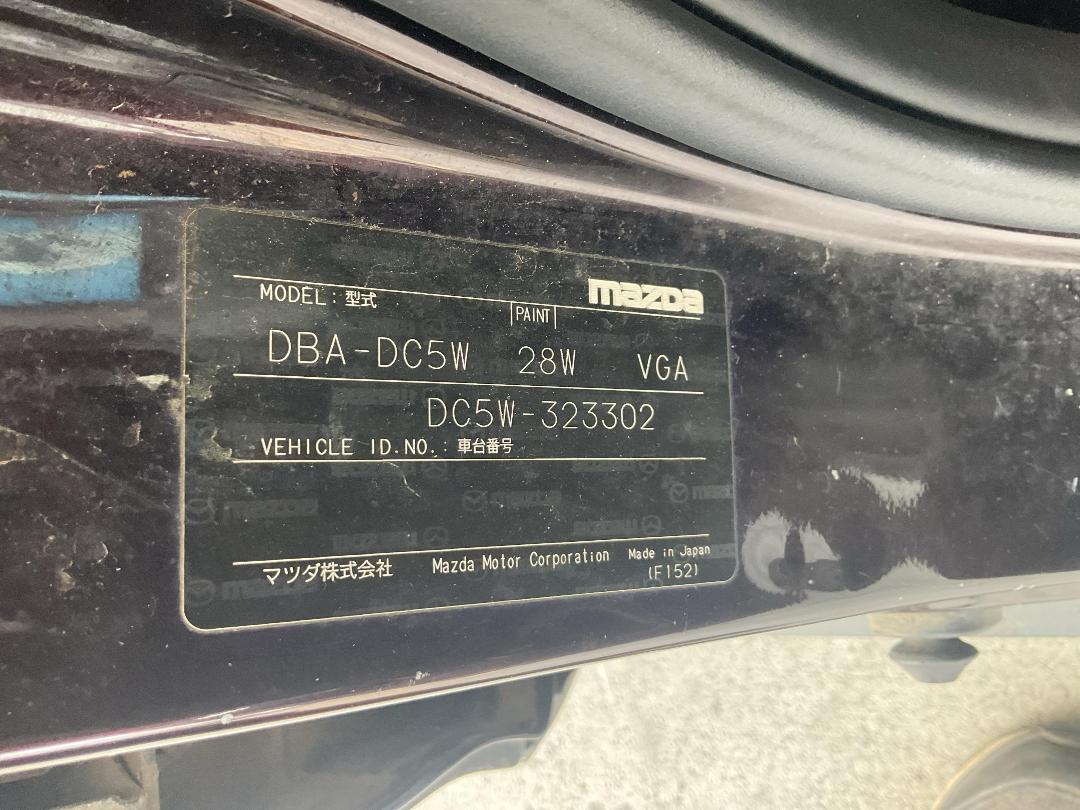 mazda
MODEL : 型式
PAINT
DBA-DC5W 28W VGA
DC5W-323302
VEHICLE ID.NO. : 車台番号
マツダ株式会社 Mazda Motor Corporation Made in Japan
(F152)